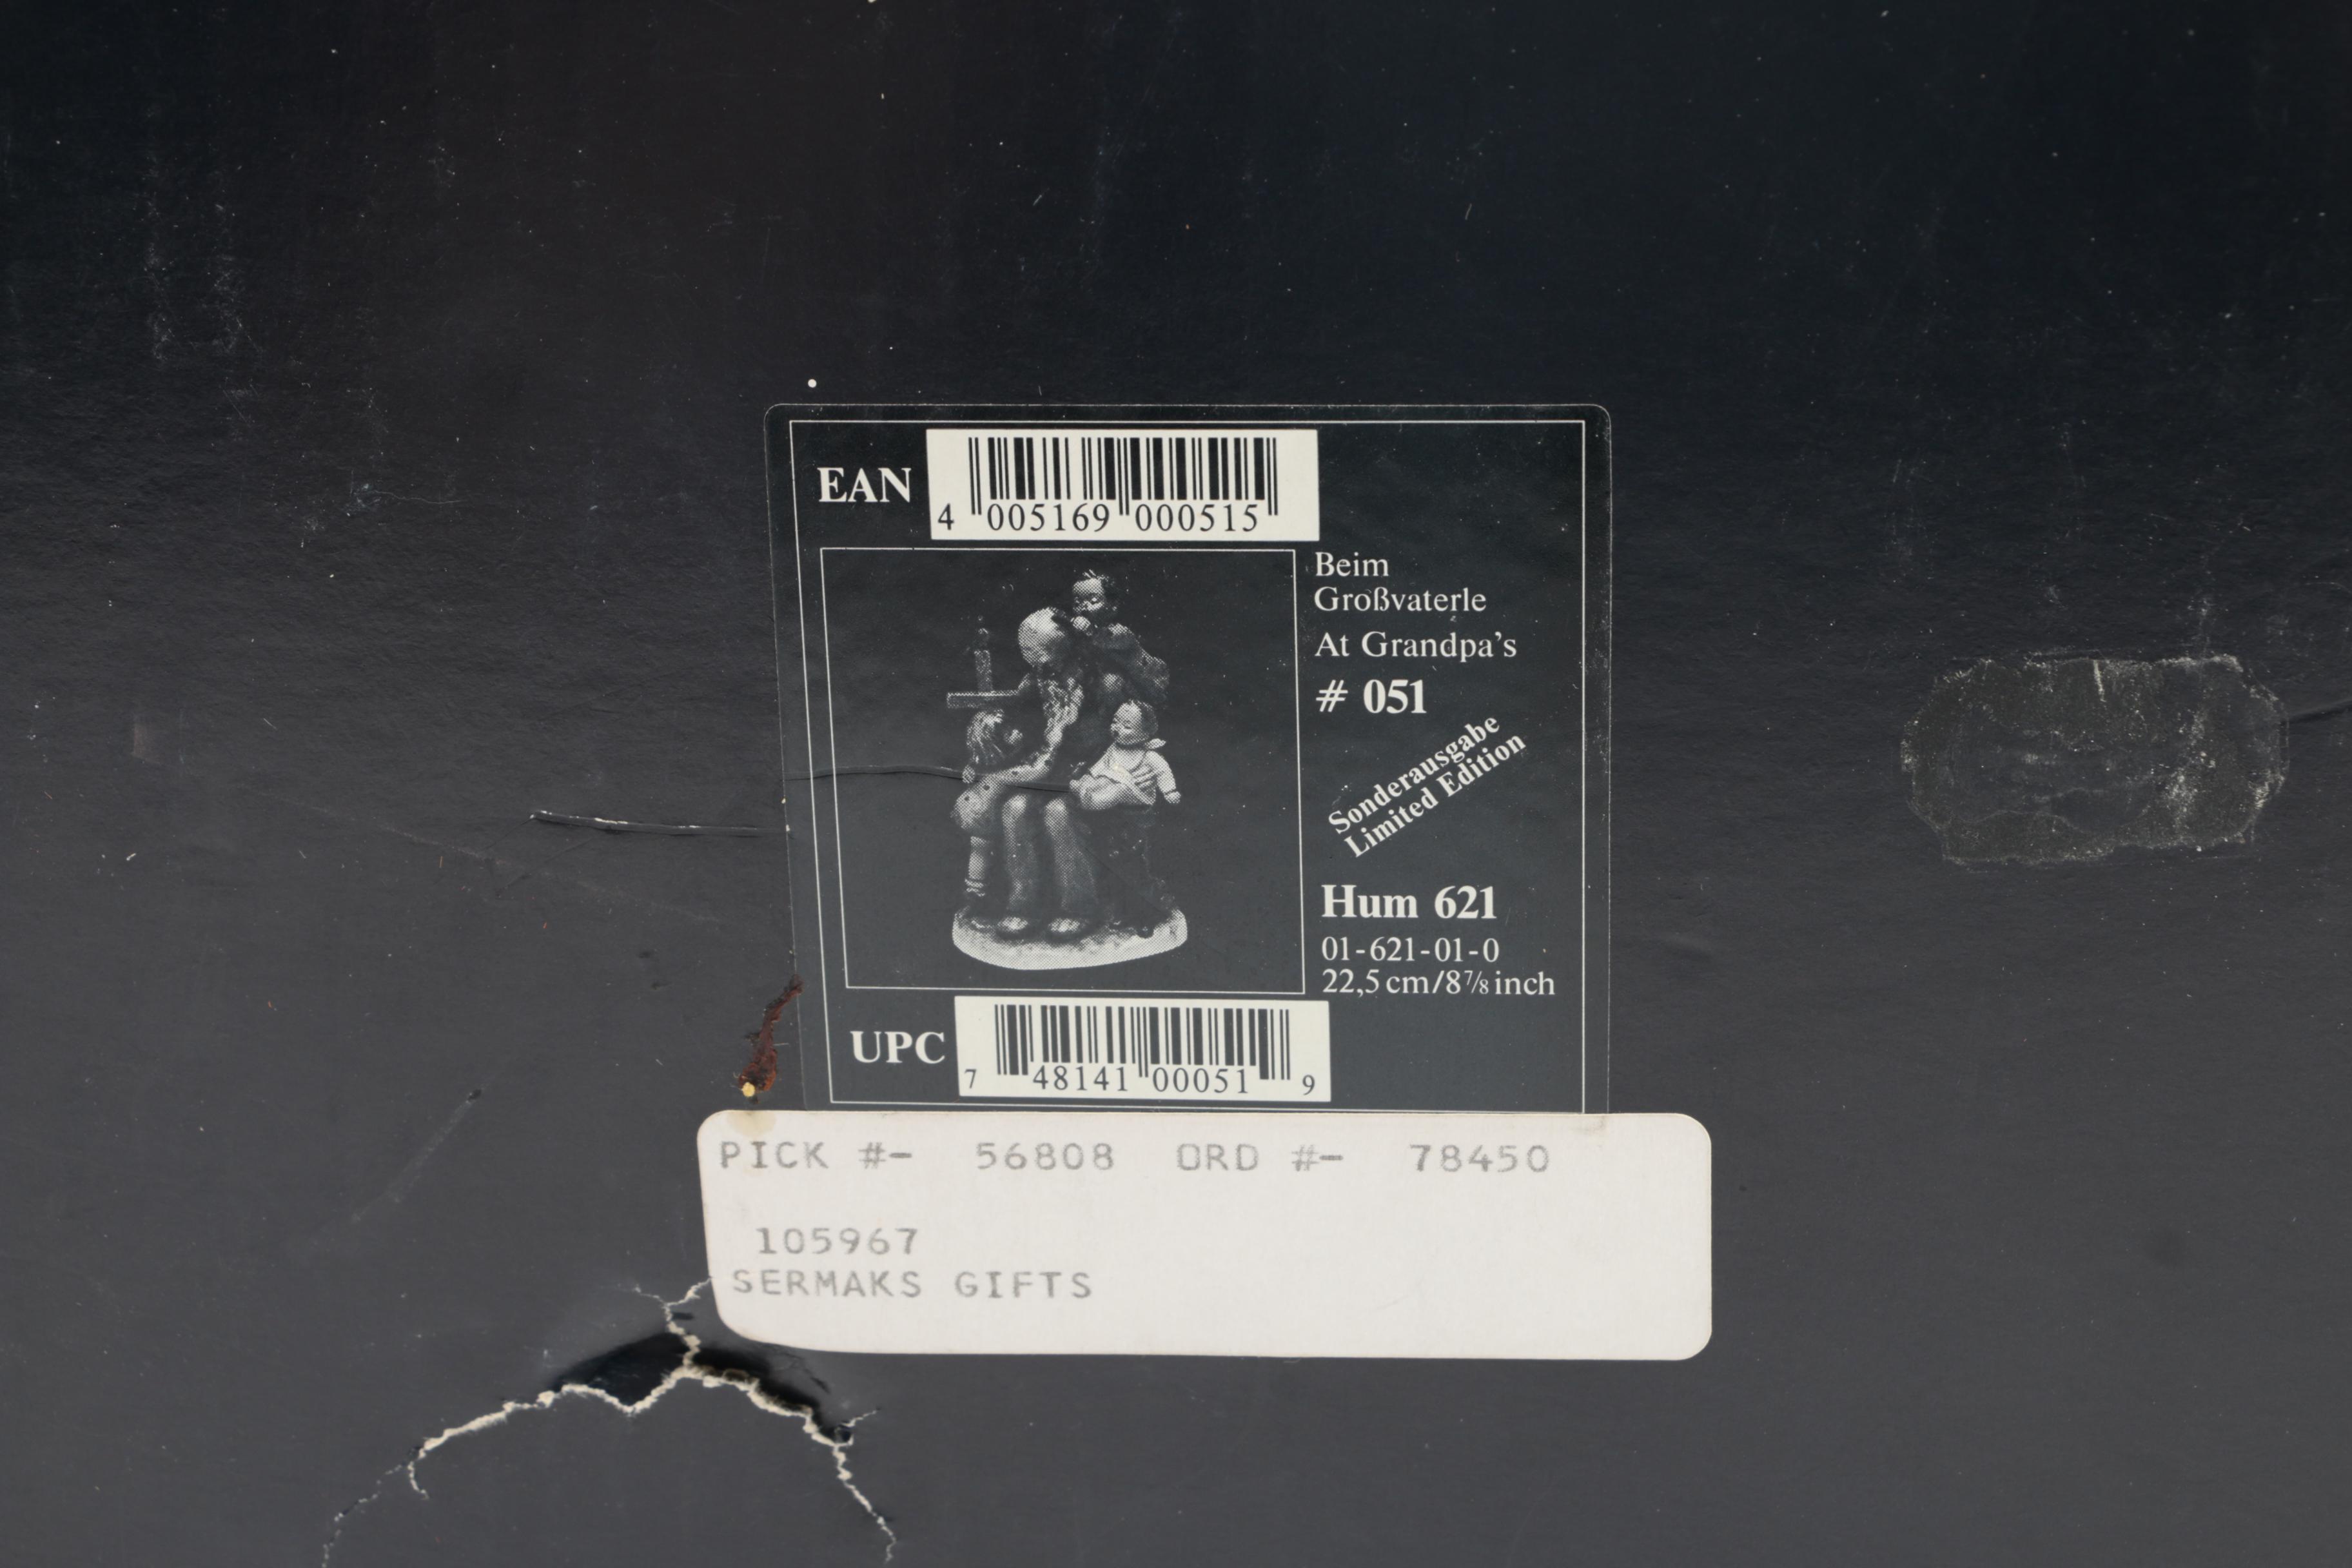 EAN
4 005169 000515
Beim
Großvaterle
At Grandpa's
# 051
Sonderausgabe
Limited Edition
Hum 621
01-621-01-0
22,5 cm/8⅞ inch
UPC
7 48141 00051 9
PICK #- 56808 ORD #- 78450
105967
SERMAKS GIFTS